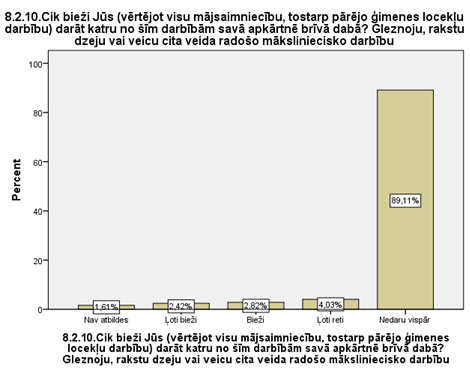 8.2.10.Cik bieži Jūs (vērtējot visu mājsaimniecību, tostarp pārējo ģimenes locekļu
darbību) darāt katru no šīm darbībām savā apkārtnē brīvā dabā? Gleznoju, rakstu
dzeju vai veicu cita veida radošo māksliniecisko darbību
100
80
60
40
20
0
Percent
1,61%
2,42%
2,82%
4,03%
89,11%
Nav atbildes
Ļoti bieži
Bieži
Ļoti reti
Nedaru vispār
8.2.10.Cik bieži Jūs (vērtējot visu mājsaimniecību, tostarp pārējo ģimenes
locekļu darbību) darāt katru no šīm darbībām savā apkārtnē brīvā dabā?
Gleznoju, rakstu dzeju vai veicu cita veida radošo māksliniecisko darbību